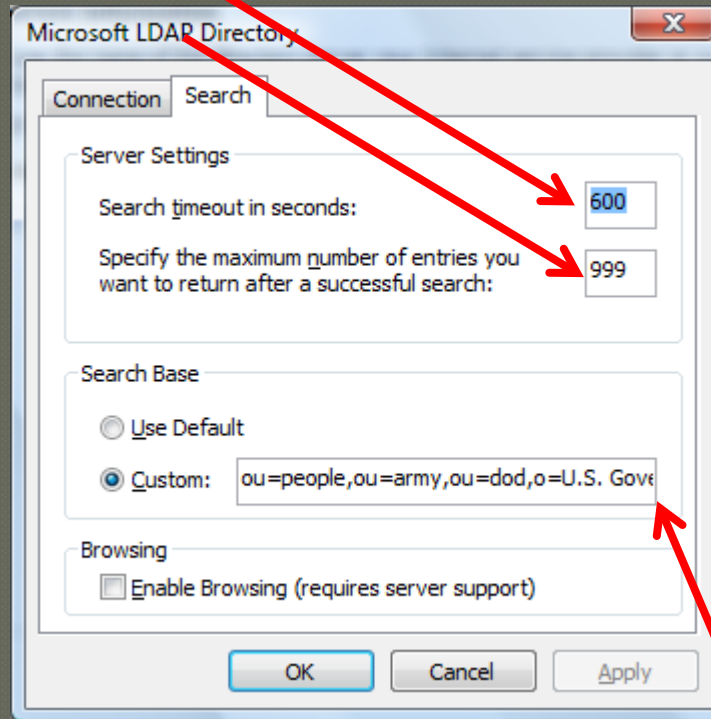 Microsoft LDAP Directory
Connection Search
Server Settings
Search timeout in seconds: 600
Specify the maximum number of entries you
want to return after a successful search: 999
Search Base
Use Default
Custom: ou=people,ou=army,ou=dod,o=U.S. Gove
Browsing
Enable Browsing (requires server support)
OK Cancel Apply